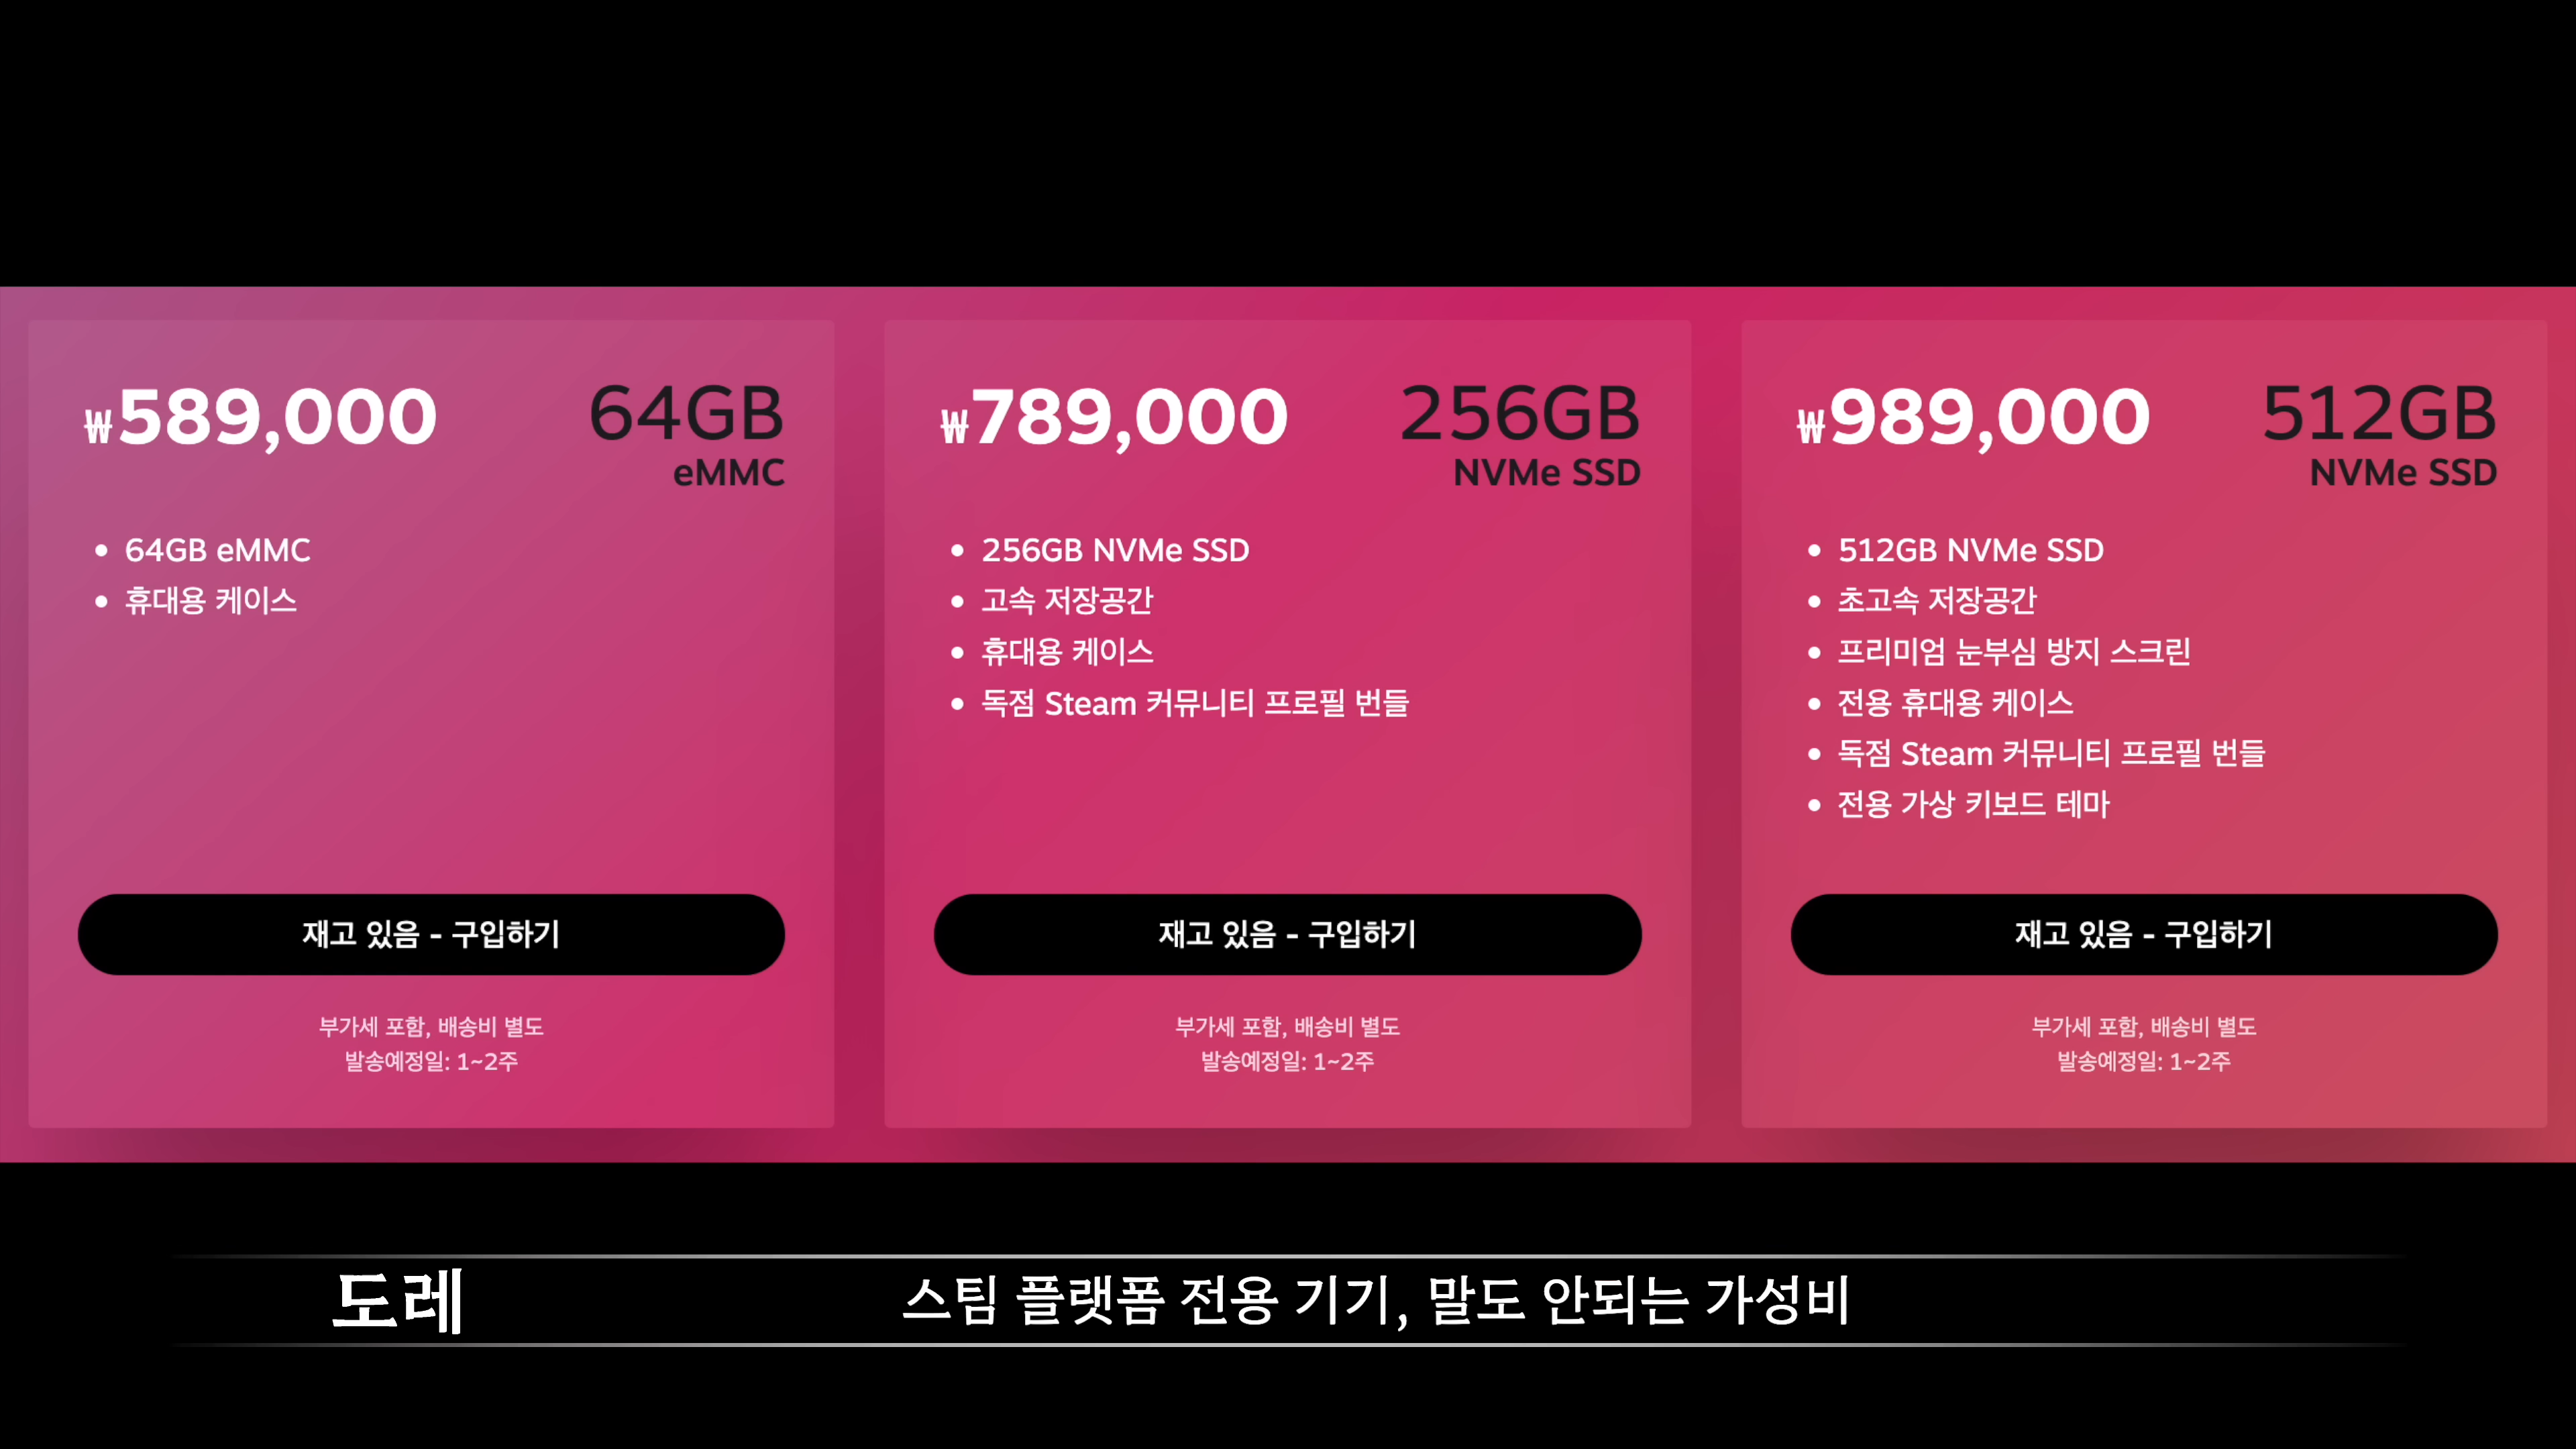 ₩589,000
64GB
eMMC
64GB eMMC
휴대용 케이스
재고 있음 - 구입하기
부가세 포함, 배송비 별도
발송예정일: 1~2주
₩789,000
256GB
NVMe SSD
256GB NVMe SSD
고속 저장공간
휴대용 케이스
독점 Steam 커뮤니티 프로필 번들
재고 있음 - 구입하기
부가세 포함, 배송비 별도
발송예정일: 1~2주
₩989,000
512GB
NVMe SSD
512GB NVMe SSD
초고속 저장공간
프리미엄 눈부심 방지 스크린
전용 휴대용 케이스
독점 Steam 커뮤니티 프로필 번들
전용 가상 키보드 테마
재고 있음 - 구입하기
부가세 포함, 배송비 별도
발송예정일: 1~2주
도레
스팀 플랫폼 전용 기기, 말도 안되는 가성비